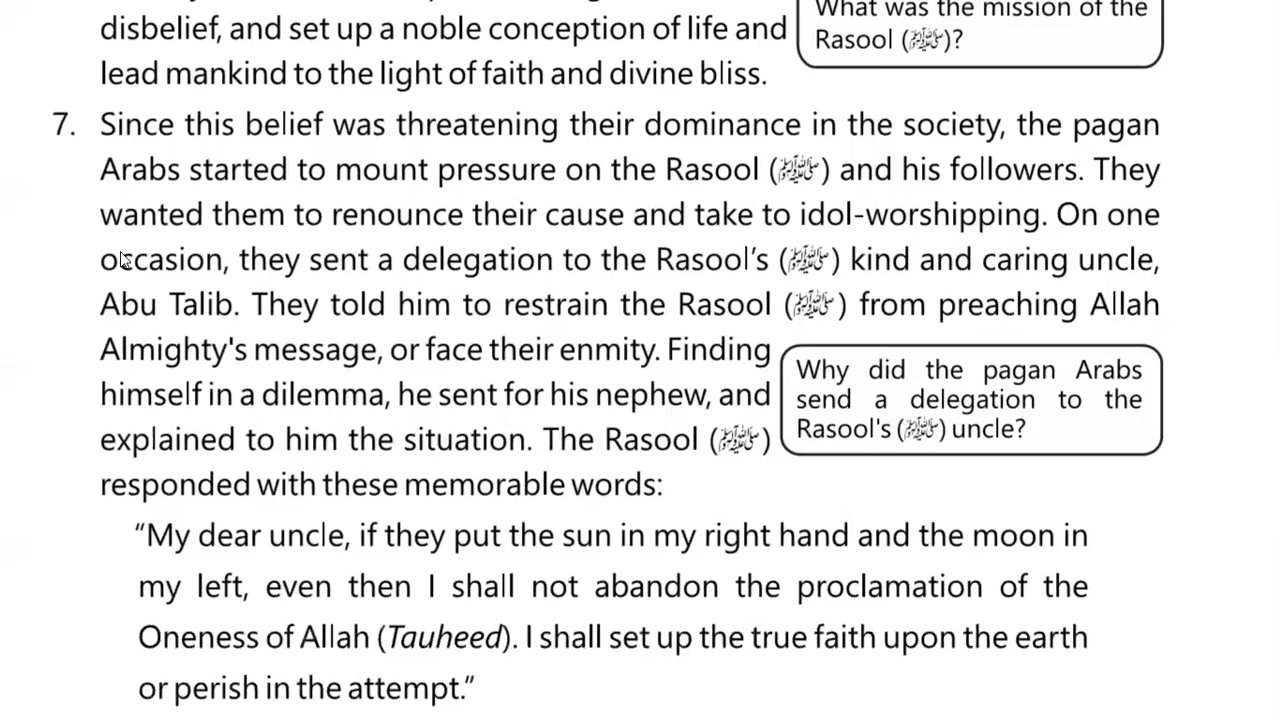 What was the mission of the
disbelief, and set up a noble conception of life and
Rasool (ﷺ)?
lead mankind to the light of faith and divine bliss.
7. Since this belief was threatening their dominance in the society, the pagan
Arabs started to mount pressure on the Rasool (ﷺ) and his followers. They
wanted them to renounce their cause and take to idol-worshipping. On one
occasion, they sent a delegation to the Rasool's (ﷺ) kind and caring uncle,
Abu Talib. They told him to restrain the Rasool (ﷺ) from preaching Allah
Almighty's message, or face their enmity. Finding
himself in a dilemma, he sent for his nephew, and
explained to him the situation. The Rasool (ﷺ)
responded with these memorable words:
Why did the pagan Arabs
send a delegation to the
Rasool's (ﷺ) uncle?
“My dear uncle, if they put the sun in my right hand and the moon in
my left, even then I shall not abandon the proclamation of the
Oneness of Allah (Tauheed). I shall set up the true faith upon the earth
or perish in the attempt.”